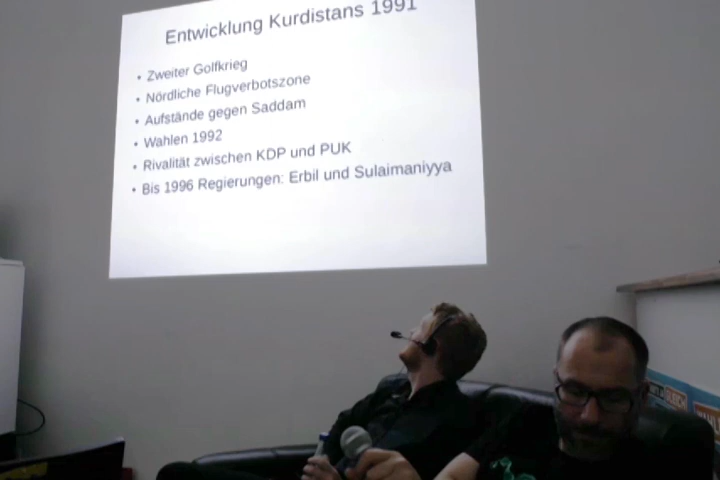 Entwicklung Kurdistans 1991
• Zweiter Golfkrieg
• Nördliche Flugverbotszone
• Aufstände gegen Saddam
• Wahlen 1992
• Rivalität zwischen KDP und PUK
• Bis 1996 Regierungen: Erbil und Sulaimaniyya